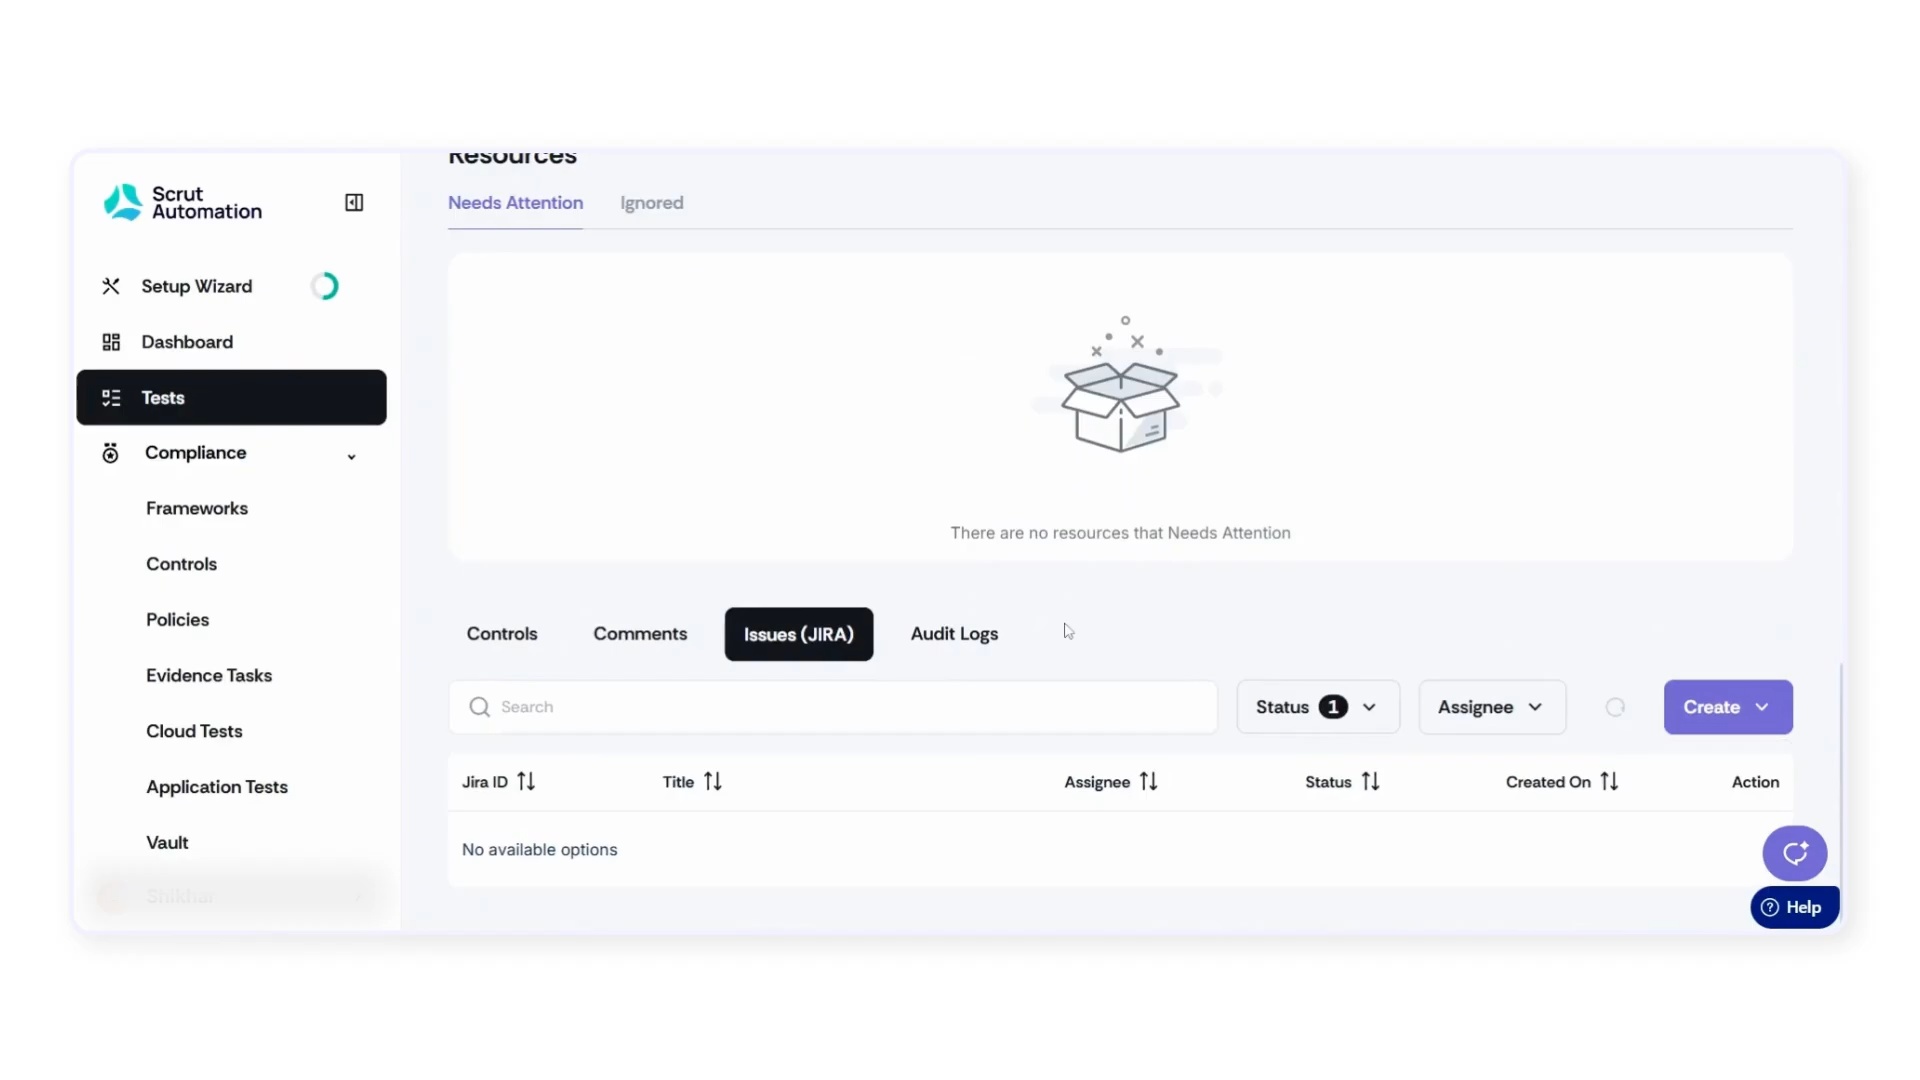 Scrut
Automation
Setup Wizard
Dashboard
Tests
Compliance
Frameworks
Controls
Policies
Evidence Tasks
Cloud Tests
Application Tests
Vault
Shikhar
Resources
Needs Attention
Ignored
There are no resources that Needs Attention
Controls
Comments
Issues (JIRA)
Audit Logs
Search
Status 1
Assignee
Create
Jira ID
Title
Assignee
Status
Created On
Action
No available options
? Help